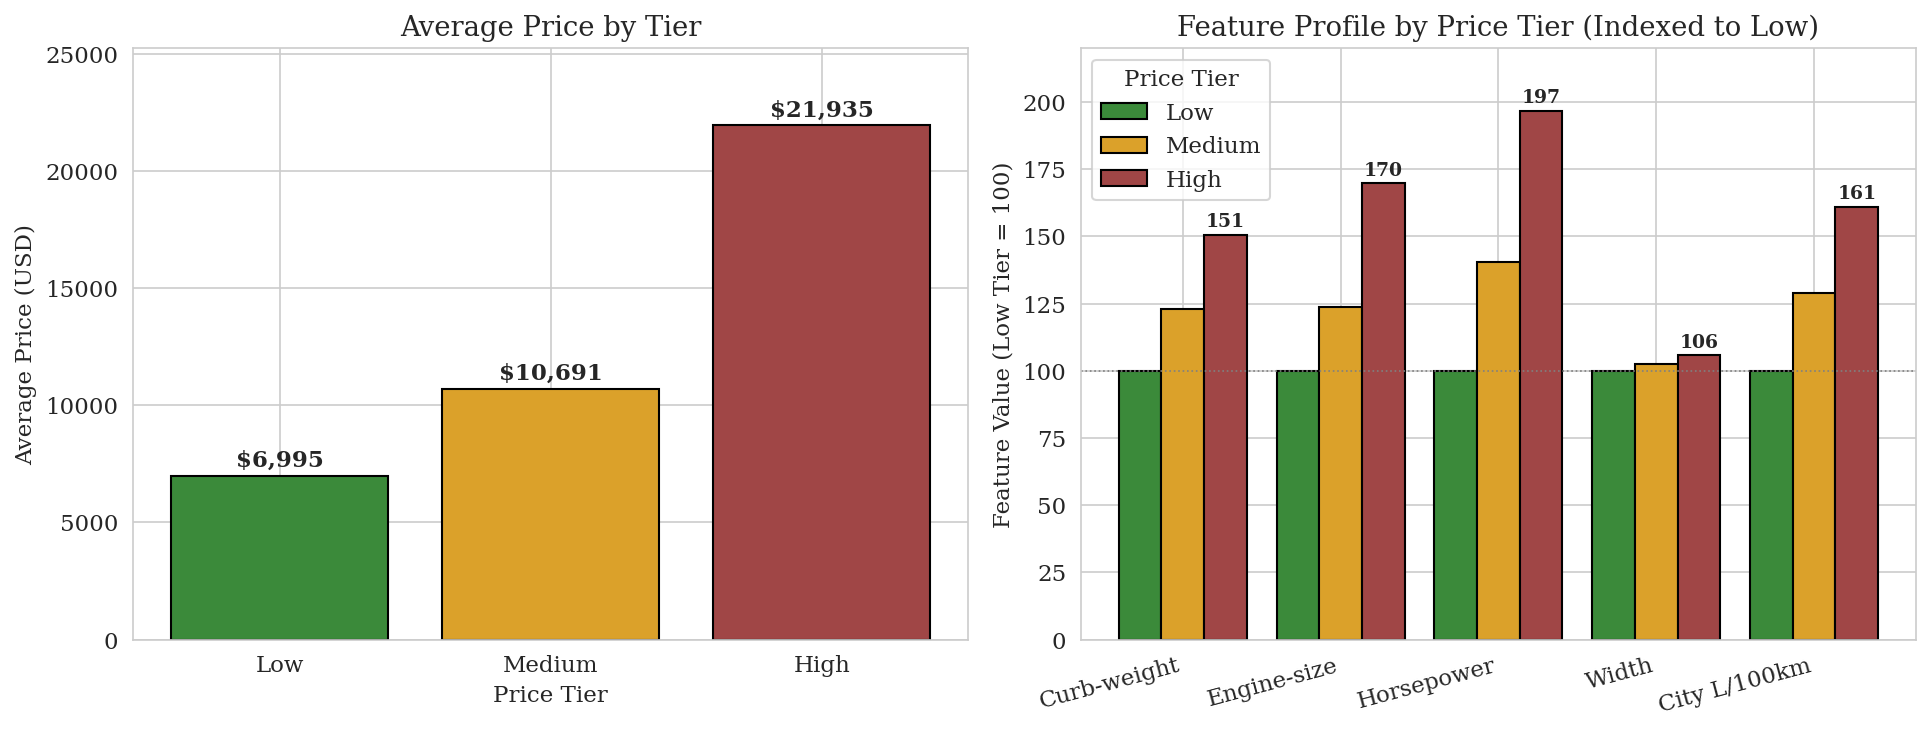 Average Price by Tier
Average Price (USD)
25000
20000
15000
10000
5000
0
$6,995
$10,691
$21,935
Low
Medium
High
Price Tier
Feature Profile by Price Tier (Indexed to Low)
Feature Value (Low Tier = 100)
200
175
150
125
100
75
50
25
0
Price Tier
Low
Medium
High
151
170
197
106
161
Curb-weight
Engine-size
Horsepower
Width
City L/100km